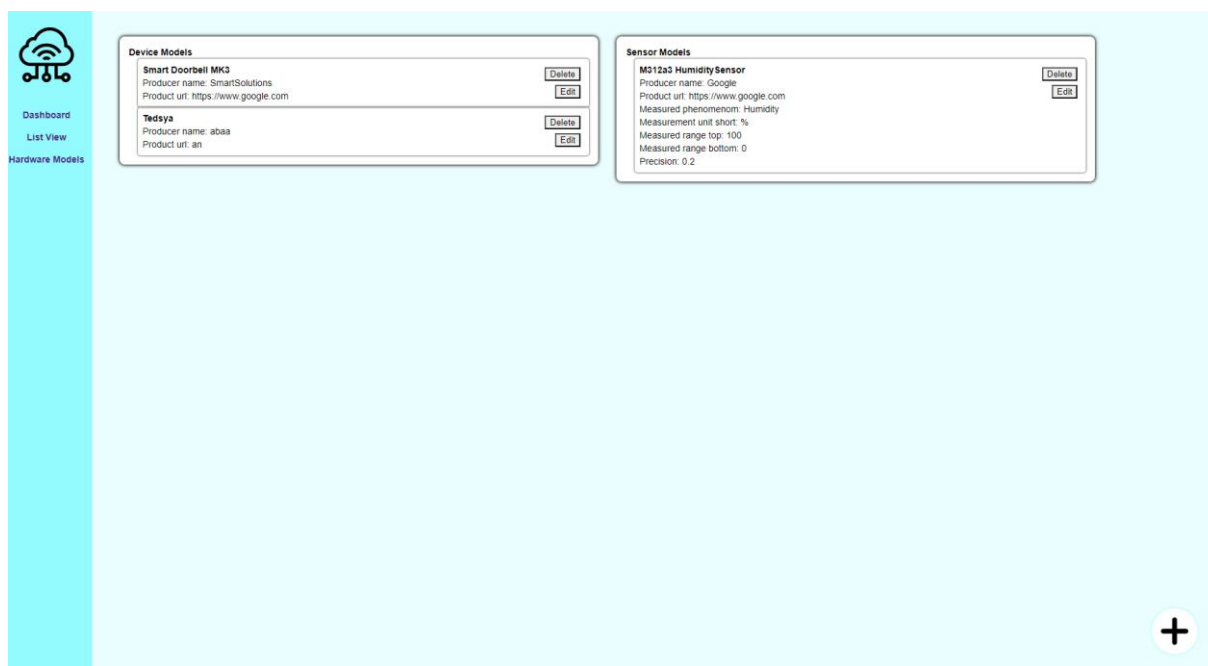 Dashboard
List View
Hardware Models
Device Models
Smart Doorbell MK3
Producer name: SmartSolutions
Product url: https://www.google.com
Delete
Edit
Tedsya
Producer name: abaa
Product url: an
Delete
Edit
Sensor Models
M312a3 HumiditySensor
Producer name: Google
Product url: https://www.google.com
Measured phenomenom: Humidity
Measurement unit short: %
Measured range top: 100
Measured range bottom: 0
Precision: 0.2
Delete
Edit